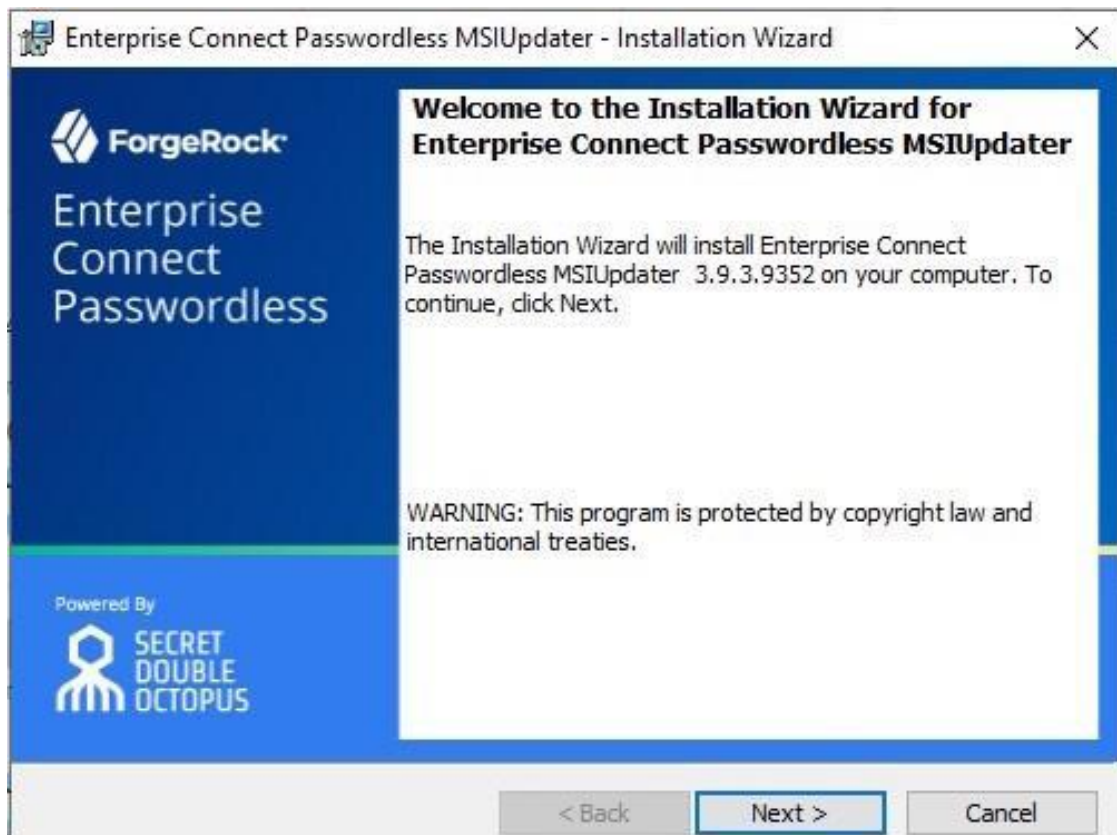 Enterprise Connect Passwordless MSIUpdater - Installation Wizard
ForgeRock
Enterprise
Connect
Passwordless
Welcome to the Installation Wizard for
Enterprise Connect Passwordless MSIUpdater
The Installation Wizard will install Enterprise Connect
Passwordless MSIUpdater  3.9.3.9352 on your computer. To
continue, click Next.
WARNING: This program is protected by copyright law and
international treaties.
Powered By
SECRET
DOUBLE
OCTOPUS
< Back
Next >
Cancel